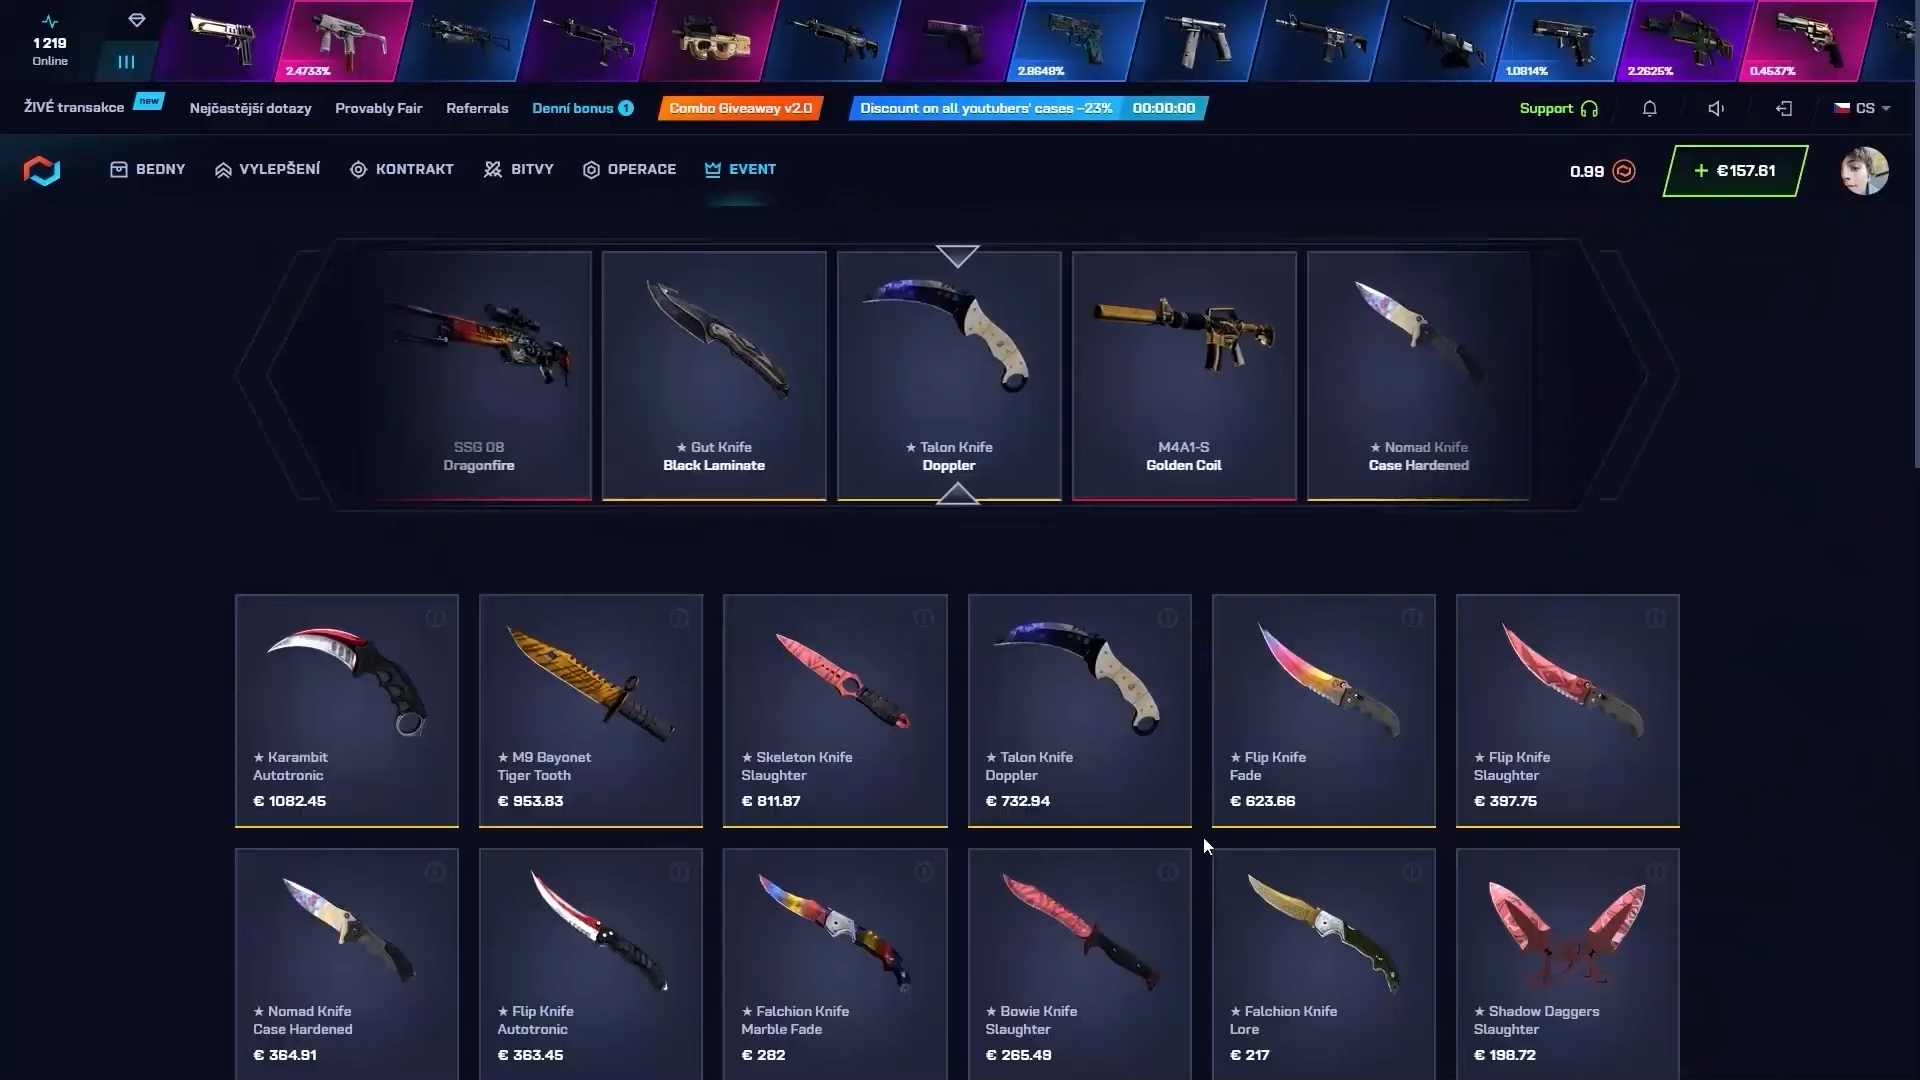 1 219
Online
2.4733%
2.8648%
1.0814%
2.2625%
0.4537%
ŽIVÉ transakce
new
Nejčastější dotazy
Provably Fair
Referrals
Denní bonus 1
Combo Giveaway v2.0
Discount on all youtubers' cases –23% 00:00:00
Support
CS
BEDNY
VYLEPŠENÍ
KONTRAKT
BITVY
OPERACE
EVENT
0.99
+ €157.61
SSG 08
Dragonfire
★ Gut Knife
Black Laminate
★ Talon Knife
Doppler
M4A1-S
Golden Coil
★ Nomad Knife
Case Hardened
★ Karambit
Autotronic
€ 1082.45
★ M9 Bayonet
Tiger Tooth
€ 953.83
★ Skeleton Knife
Slaughter
€ 811.87
★ Talon Knife
Doppler
€ 732.94
★ Flip Knife
Fade
€ 623.66
★ Flip Knife
Slaughter
€ 397.75
★ Nomad Knife
Case Hardened
€ 364.91
★ Flip Knife
Autotronic
€ 363.45
★ Falchion Knife
Marble Fade
€ 282
★ Bowie Knife
Slaughter
€ 265.49
★ Falchion Knife
Lore
€ 217
★ Shadow Daggers
Slaughter
€ 198.72